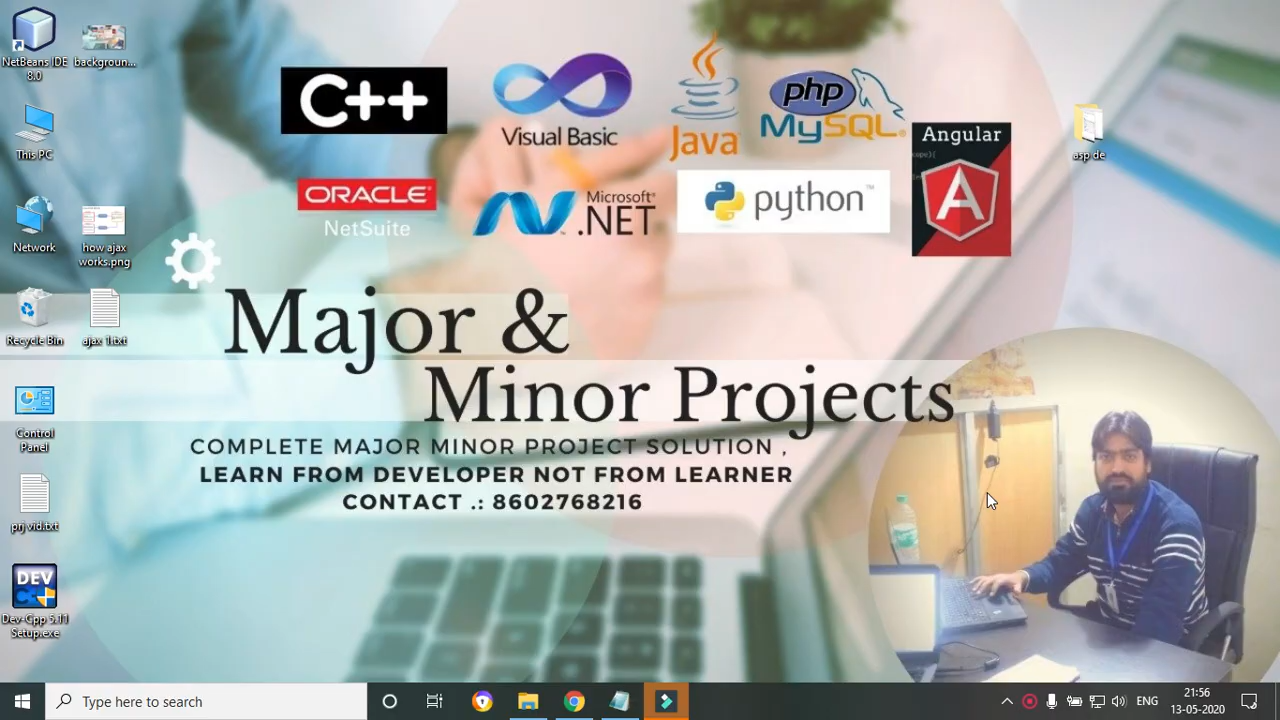 NetBeans IDE
8.0
backgroun...
This PC
Network
how ajax
works.png
Recycle Bin
ajax 1.txt
Control
Panel
prj vid.txt
DEV
Dev-Cpp 5.11
Setup.exe
asp de
C++
Visual Basic
Java
php
MySQL
Angular
ORACLE
NetSuite
Microsoft
.NET
python
Major &
Minor Projects
COMPLETE MAJOR MINOR PROJECT SOLUTION ,
LEARN FROM DEVELOPER NOT FROM LEARNER
CONTACT .: 8602768216
Type here to search
ENG
21:56
13-05-2020